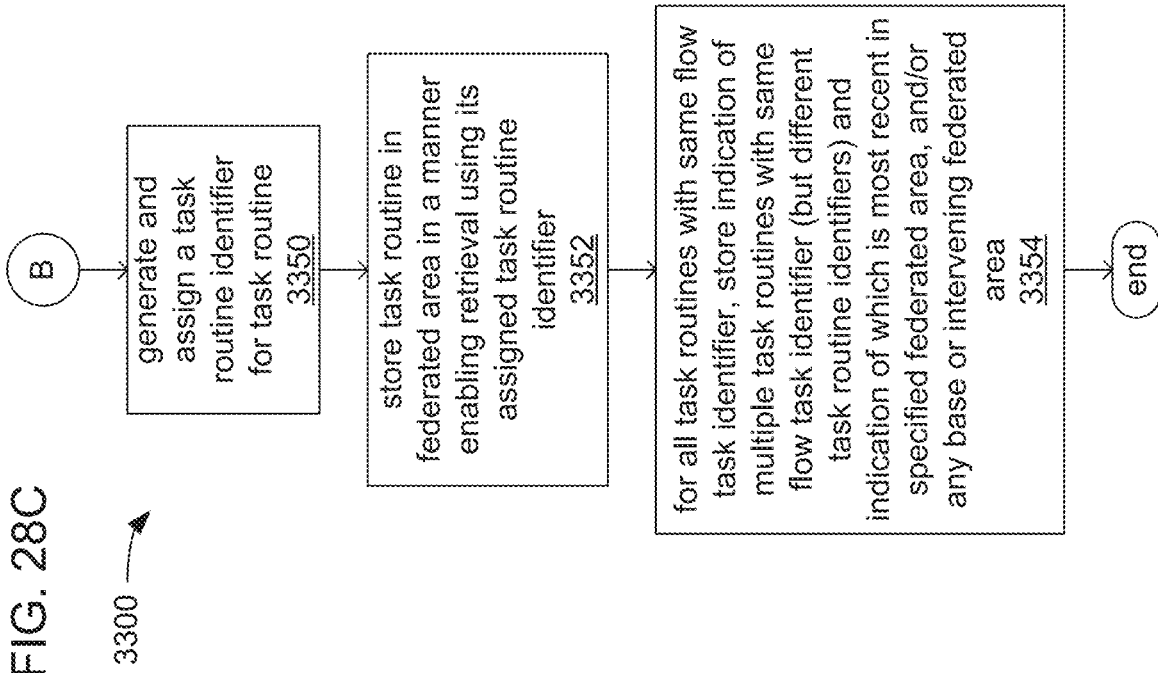 FIG. 28C
3300
B
generate and
assign a task
routine identifier
for task routine
3350
store task routine in
federated area in a manner
enabling retrieval using its
assigned task routine
identifier
3352
for all task routines with same flow
task identifier, store indication of
multiple task routines with same
flow task identifier (but different
task routine identifiers) and
indication of which is most recent in
specified federated area, and/or
any base or intervening federated
area
3354
end